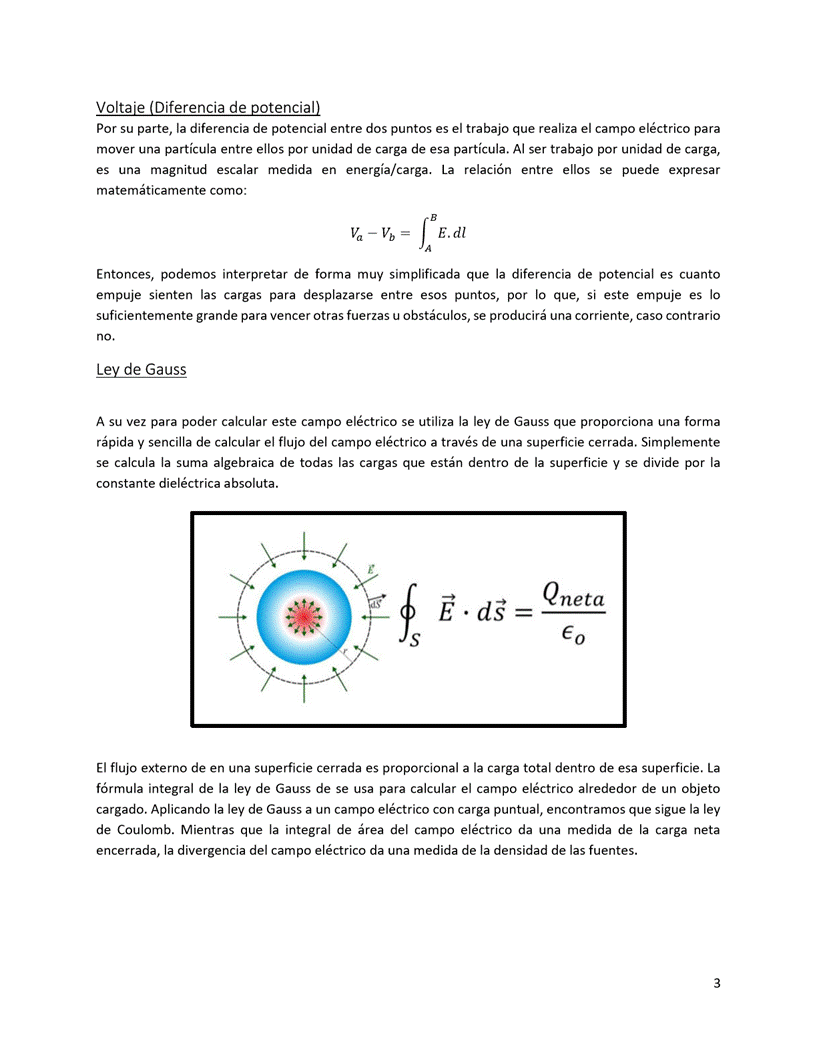 Voltaje (Diferencia de potencial)
Por su parte, la diferencia de potencial entre dos puntos es el trabajo que realiza el campo eléctrico para
mover una partícula entre ellos por unidad de carga de esa partícula. Al ser trabajo por unidad de carga,
es una magnitud escalar medida en energía/carga. La relación entre ellos se puede expresar
matemáticamente como:
V_a − V_b = ∫_A^B E. dl
Entonces, podemos interpretar de forma muy simplificada que la diferencia de potencial es cuanto
empuje sienten las cargas para desplazarse entre esos puntos, por lo que, si este empuje es lo
suficientemente grande para vencer otras fuerzas u obstáculos, se producirá una corriente, caso contrario
no.
Ley de Gauss
A su vez para poder calcular este campo eléctrico se utiliza la ley de Gauss que proporciona una forma
rápida y sencilla de calcular el flujo del campo eléctrico a través de una superficie cerrada. Simplemente
se calcula la suma algebraica de todas las cargas que están dentro de la superficie y se divide por la
constante dieléctrica absoluta.
E⃗
dS⃗
r
∮_S E⃗ · ds⃗ = Q_neta / ϵ_o
El flujo externo de en una superficie cerrada es proporcional a la carga total dentro de esa superficie. La
fórmula integral de la ley de Gauss de se usa para calcular el campo eléctrico alrededor de un objeto
cargado. Aplicando la ley de Gauss a un campo eléctrico con carga puntual, encontramos que sigue la ley
de Coulomb. Mientras que la integral de área del campo eléctrico da una medida de la carga neta
encerrada, la divergencia del campo eléctrico da una medida de la densidad de las fuentes.
3